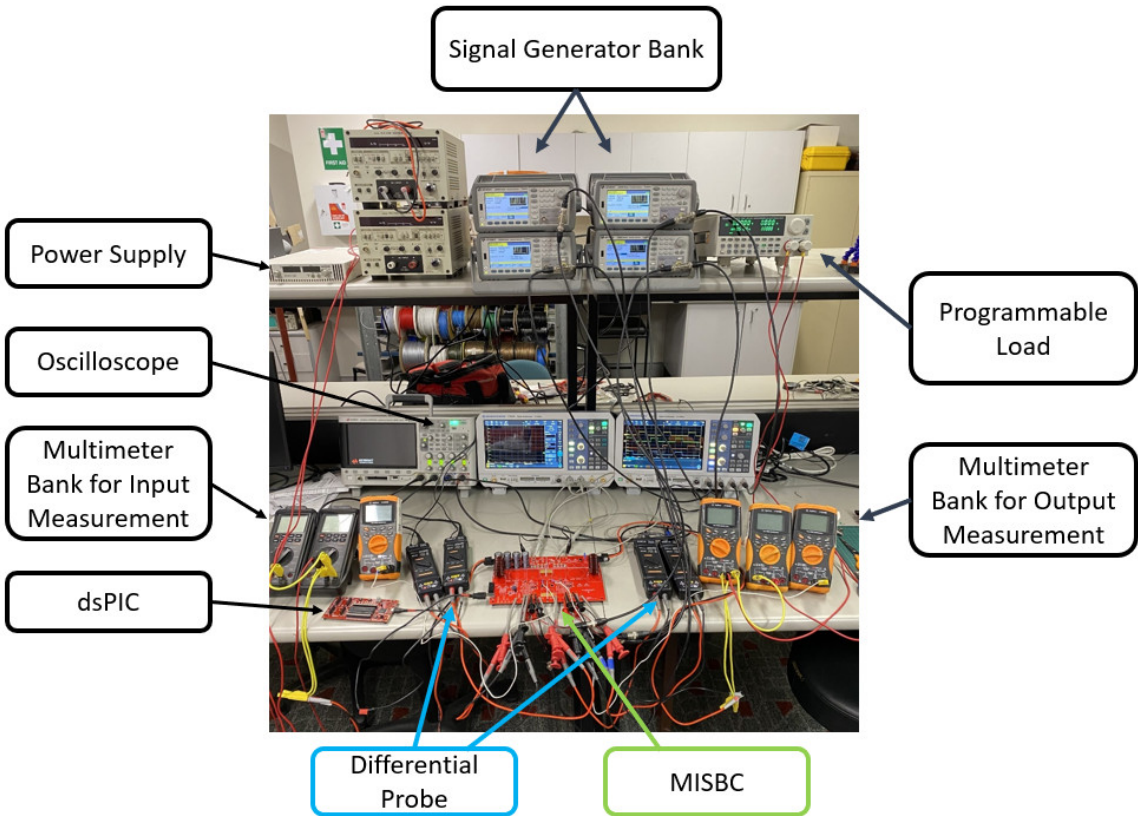 Signal Generator Bank
FIRST AID
Power Supply
Programmable
Load
Oscilloscope
Multimeter
Bank for Input
Measurement
Multimeter
Bank for Output
Measurement
dsPIC
Differential
Probe
MISBC